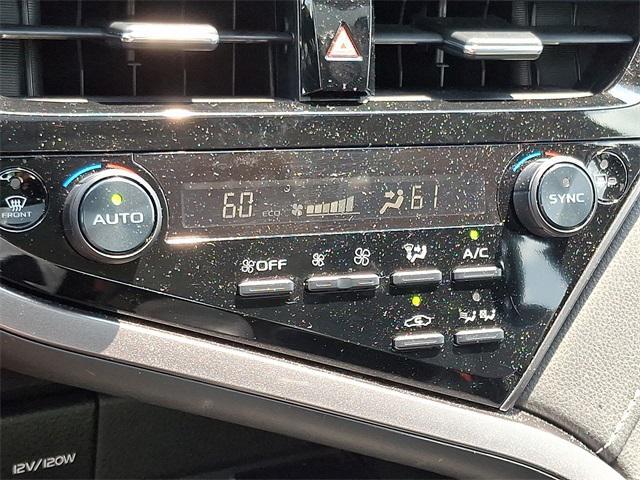 FRONT
AUTO
60
ECO
61
SYNC
OFF
A/C
12V/120W